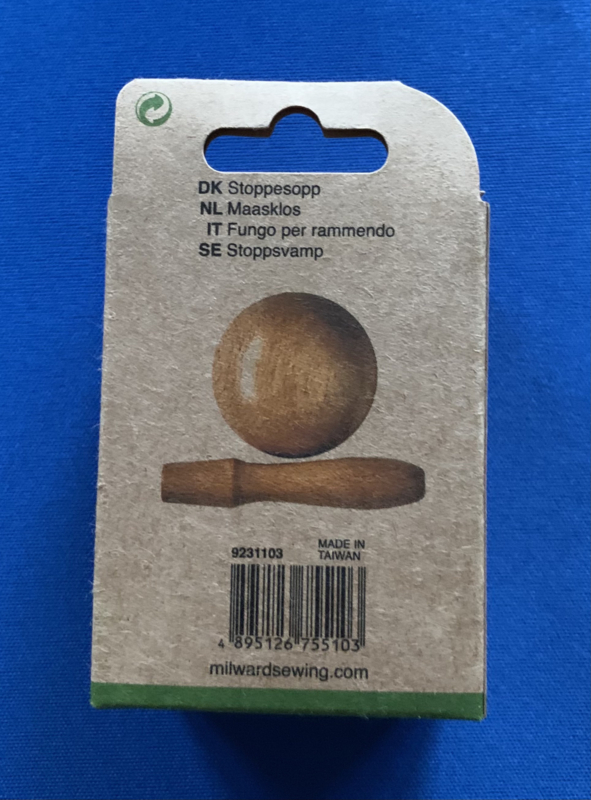 DK Stoppesopp
NL Maasklos
IT Fungo per rammendo
SE Stoppsvamp
9231103
MADE IN
TAIWAN
4 895126 755103
milwardsewing.com